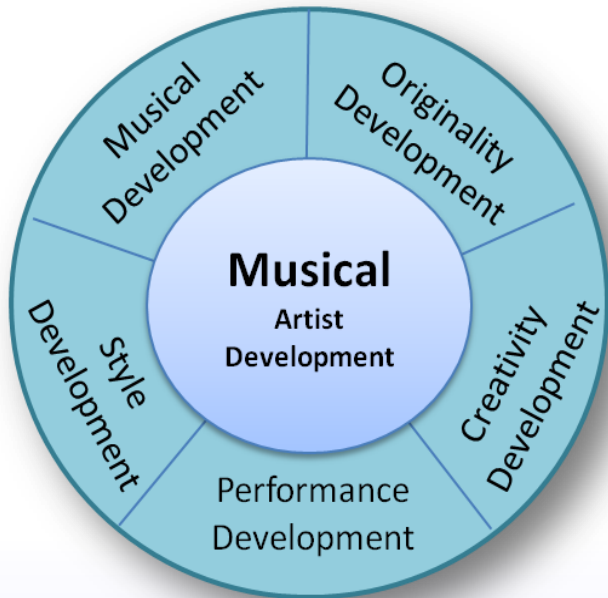 Musical
Development
Originality
Development
Musical
Artist
Development
Style
Development
Creativity
Development
Performance
Development